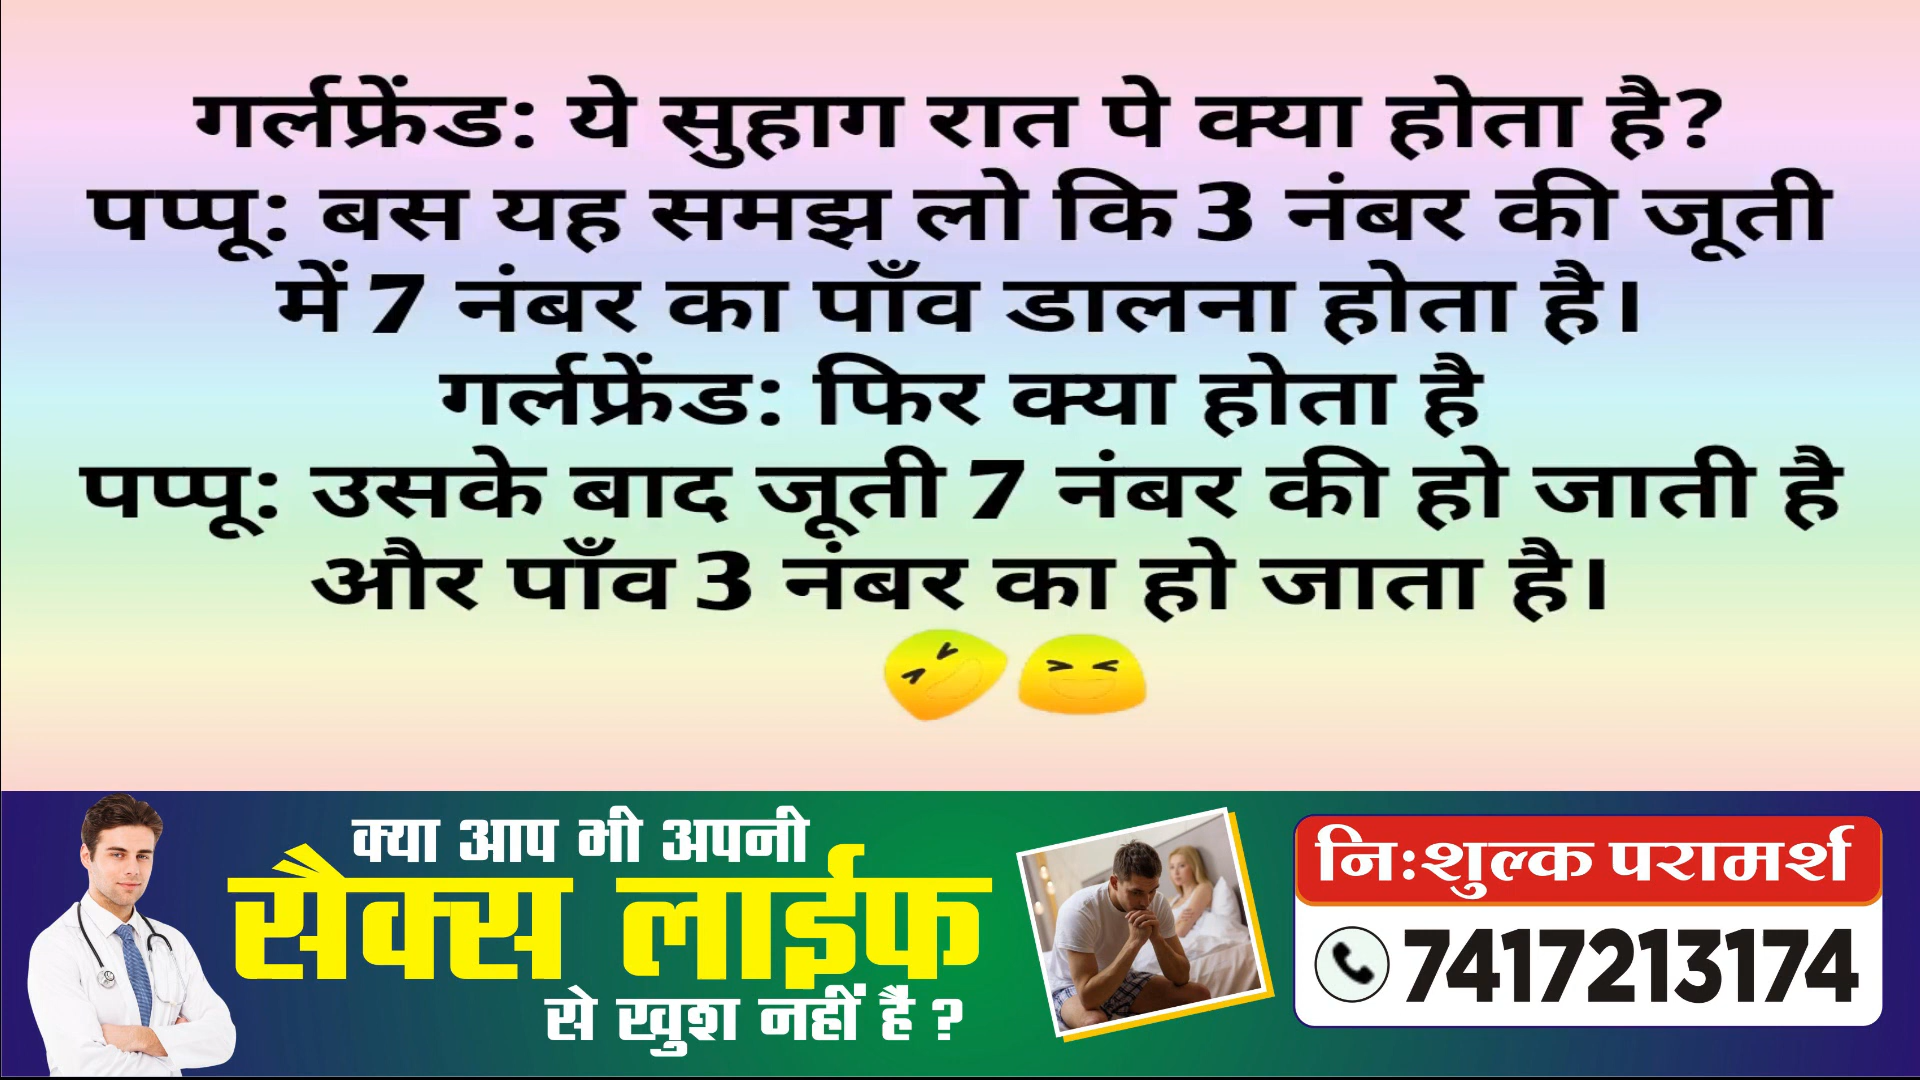 गर्लफ्रेंड: ये सुहाग रात पे क्या होता है?
पप्पू: बस यह समझ लो कि 3 नंबर की जूती
में 7 नंबर का पाँव डालना होता है।
गर्लफ्रेंड: फिर क्या होता है
पप्पू: उसके बाद जूती 7 नंबर की हो जाती है
और पाँव 3 नंबर का हो जाता है।
क्या आप भी अपनी
सैक्स लाईफ
से खुश नहीं हैं ?
निःशुल्क परामर्श
7417213174